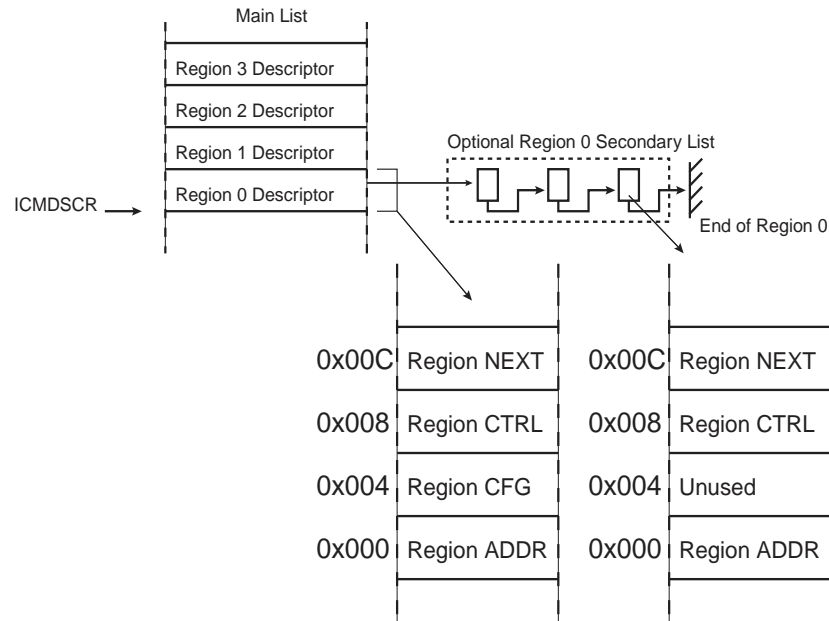 Main List
Region 3 Descriptor
Region 2 Descriptor
Region 1 Descriptor
Region 0 Descriptor
ICMDSCR
Optional Region 0 Secondary List
End of Region 0
0x00C Region NEXT
0x008 Region CTRL
0x004 Region CFG
0x000 Region ADDR
0x00C Region NEXT
0x008 Region CTRL
0x004 Unused
0x000 Region ADDR